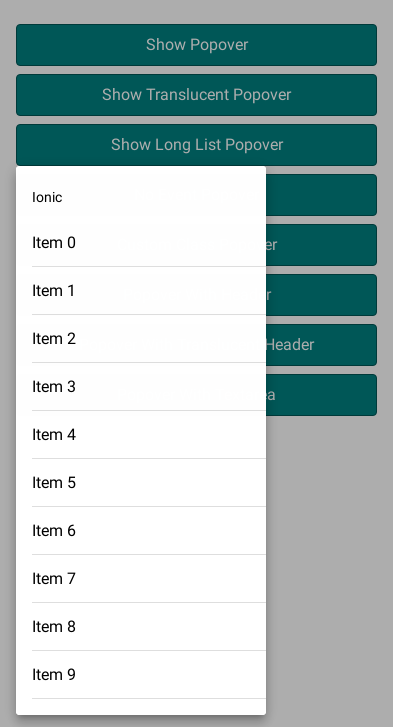 Show Popover
Show Translucent Popover
Show Long List Popover
Ionic
Item 0
Item 1
Item 2
Item 3
Item 4
Item 5
Item 6
Item 7
Item 8
Item 9
Header